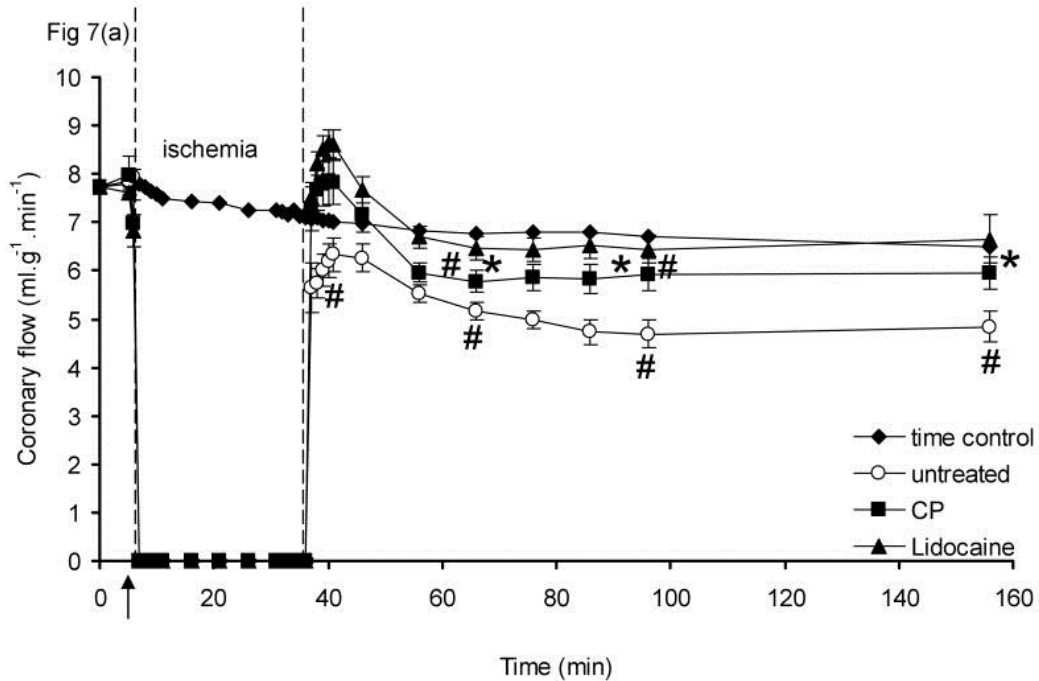 Fig 7(a)
10
9
8
7
6
5
4
3
2
1
0
Coronary flow (ml.g⁻¹.min⁻¹)
ischemia
# * * # *
#
#
#
#
time control
untreated
CP
Lidocaine
0 20 40 60 80 100 120 140 160
Time (min)